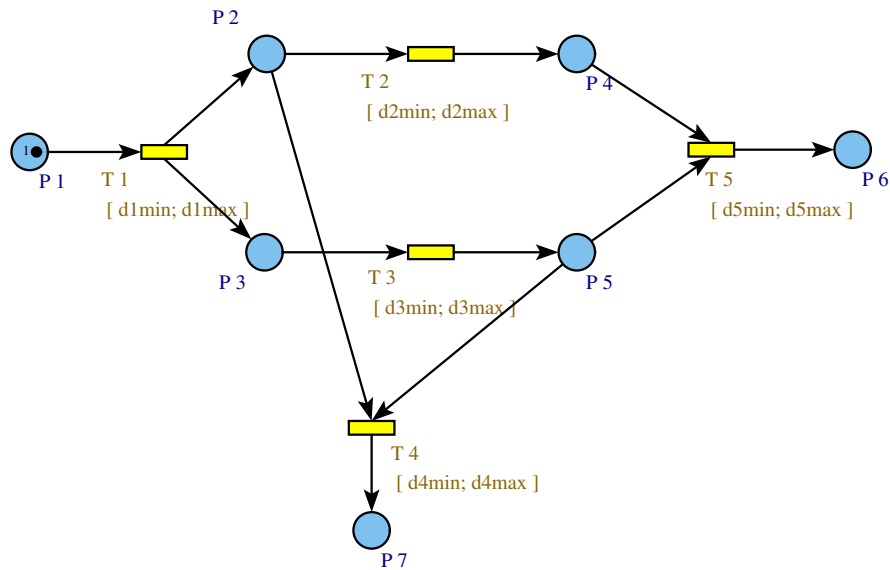 P 2
T 2
P 4
[ d2min; d2max ]
1
P 1
T 1
[ d1min; d1max ]
T 5
P 6
[ d5min; d5max ]
P 3
T 3
P 5
[ d3min; d3max ]
T 4
[ d4min; d4max ]
P 7